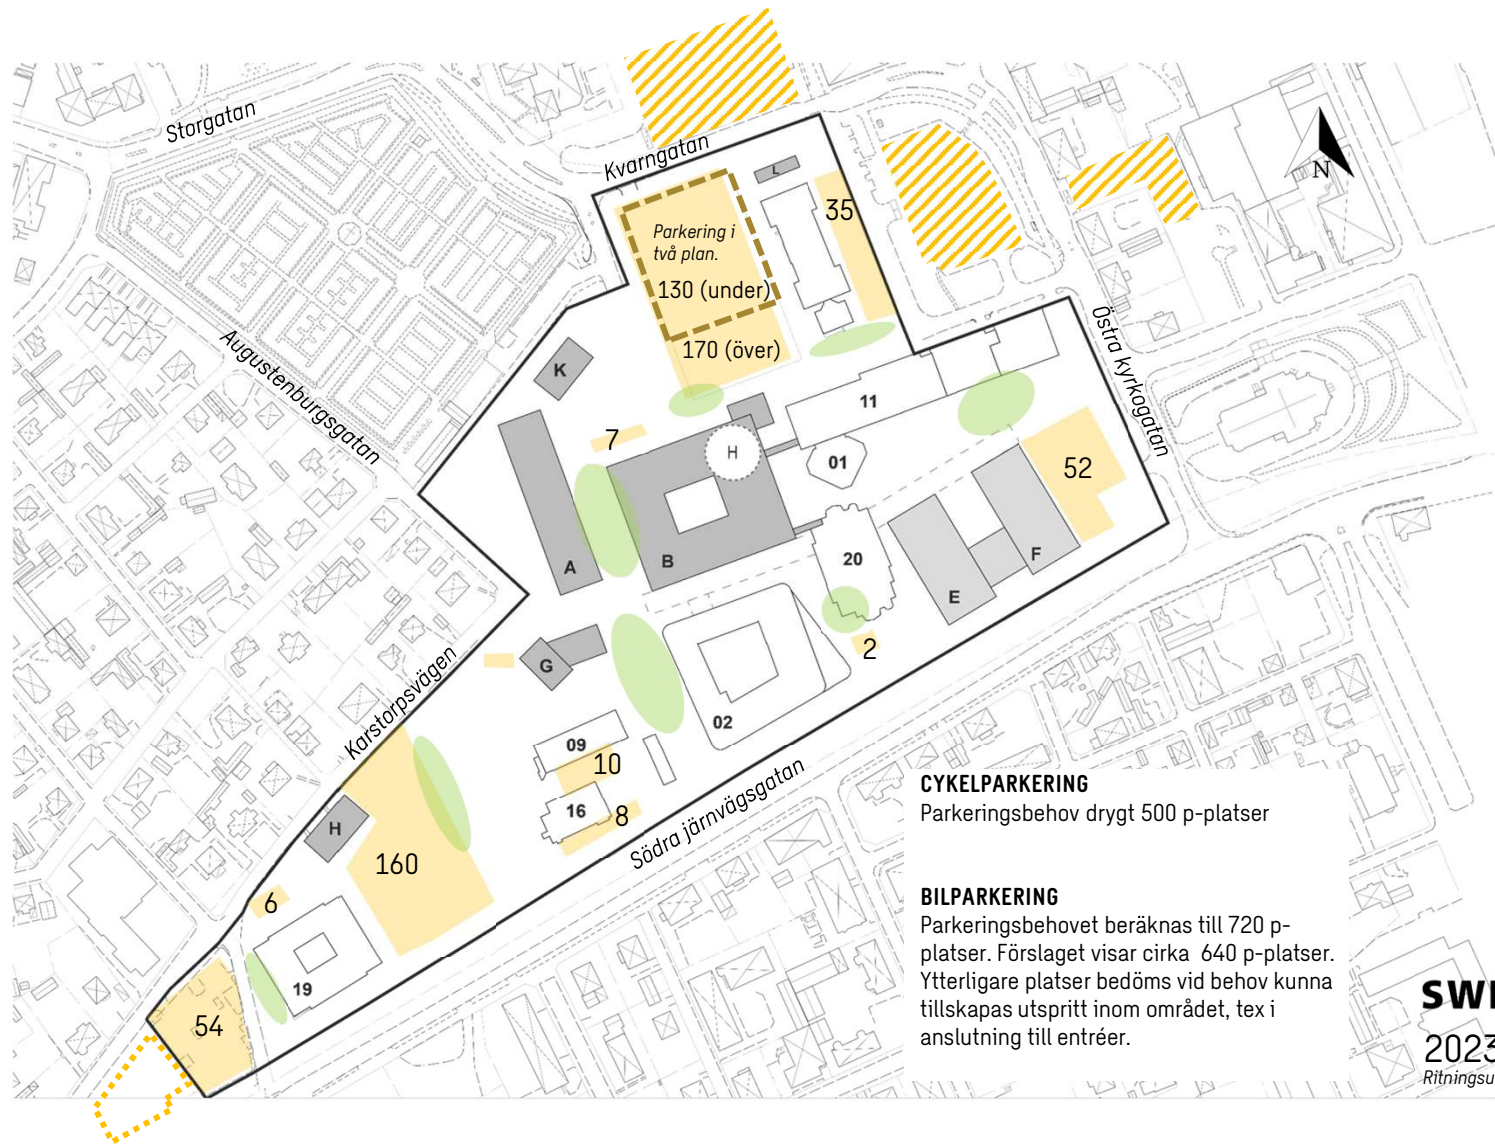 Storgatan
Kvarngatan
L
N
35
Parkering i
två plan.
130 (under)
170 (över)
Östra kyrkogatan
Augustenburgsgatan
K
11
7
H
01
52
A
B
20
F
E
G
2
Karstorpsvägen
02
09
10
16
8
Södra järnvägsgatan
H
160
6
19
54
CYKELPARKERING
Parkeringsbehov drygt 500 p-platser
BILPARKERING
Parkeringsbehovet beräknas till 720 p-
platser. Förslaget visar cirka 640 p-platser.
Ytterligare platser bedöms vid behov kunna
tillskapas utspritt inom området, tex i
anslutning till entréer.
2023